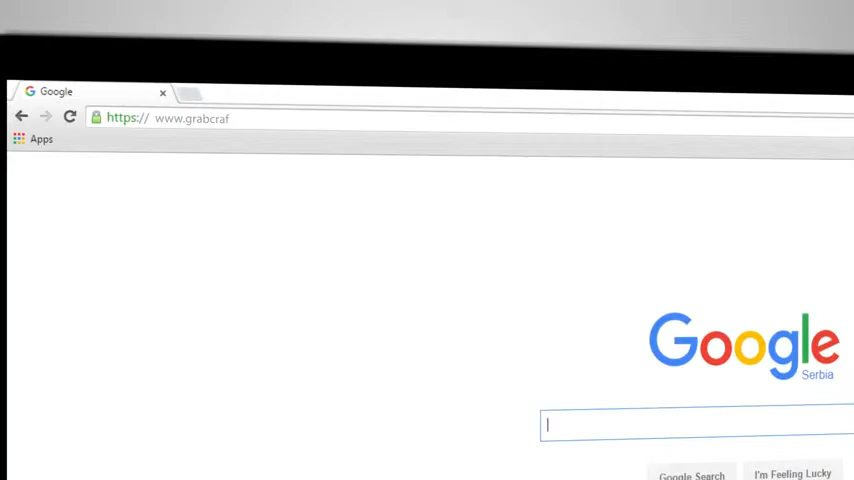 Google
https:// www.grabcraf
Apps
Google
Serbia
Google Search
I'm Feeling Lucky